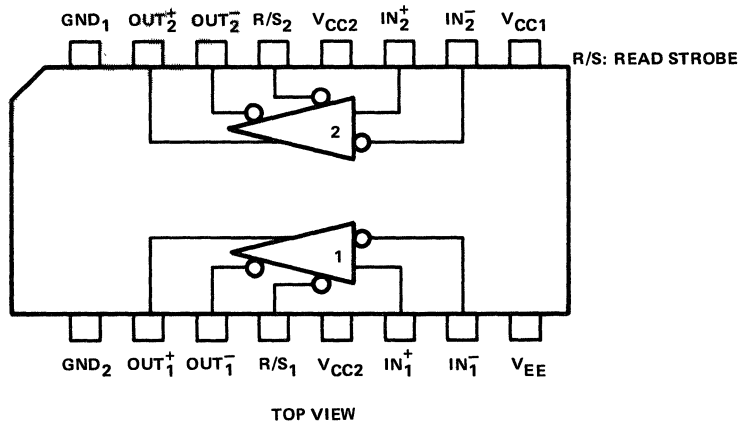 GND1 OUT2+ OUT2− R/S2 VCC2 IN2+ IN2− VCC1
R/S: READ STROBE
2
1
GND2 OUT1+ OUT1− R/S1 VCC2 IN1+ IN1− VEE
TOP VIEW